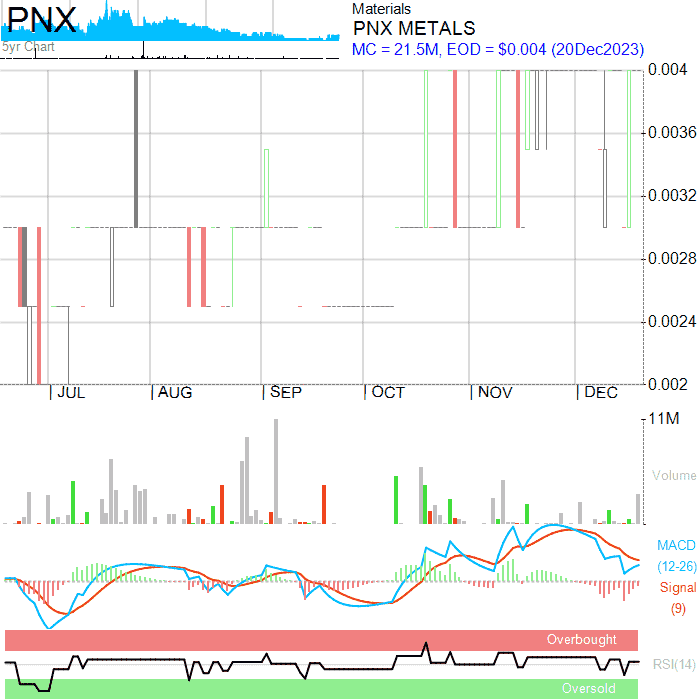 PNX
5yr Chart
Materials
PNX METALS
MC = 21.5M, EOD = $0.004 (20Dec2023)
0.004
0.0036
0.0032
0.0028
0.0024
0.002
JUL AUG SEP OCT NOV DEC
11M
Volume
MACD
(12-26)
Signal
(9)
Overbought
RSI(14)
Oversold